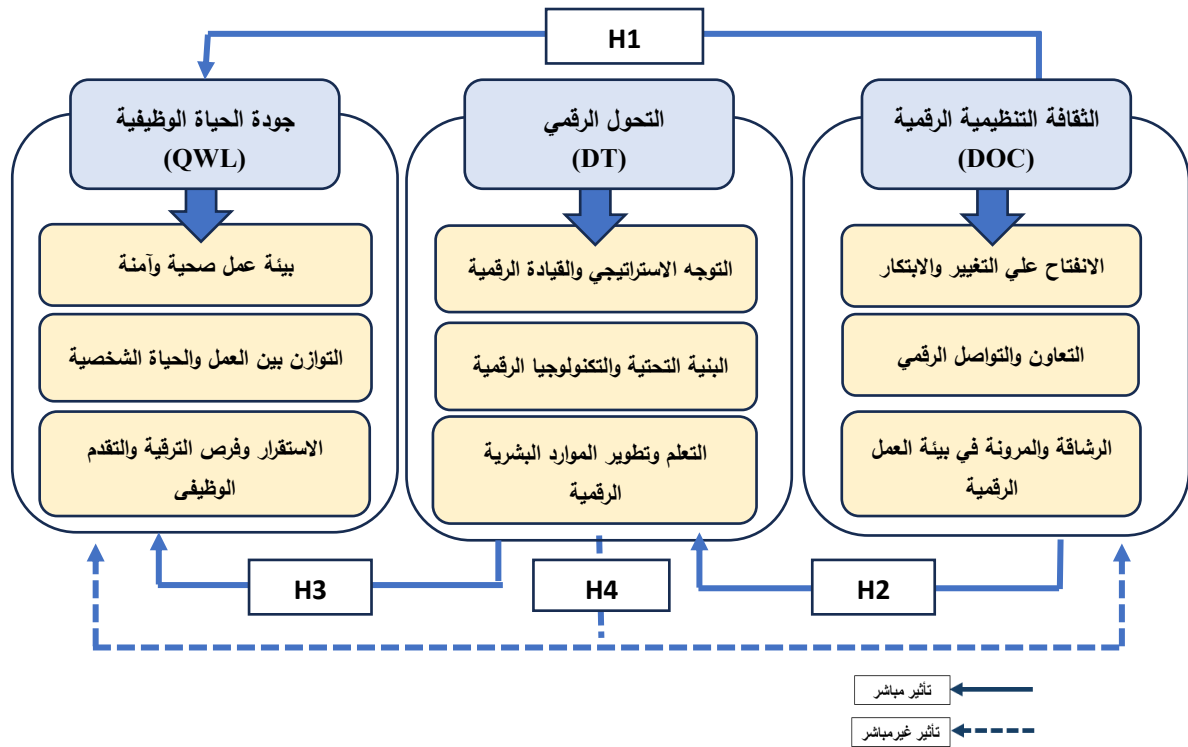 H1
الثقافة التنظيمية الرقمية
(DOC)
الانفتاح علي التغيير والابتكار
التعاون والتواصل الرقمي
الرشاقة والمرونة في بيئة العمل
الرقمية
التحول الرقمي
(DT)
التوجه الاستراتيجي والقيادة الرقمية
البنية التحتية والتكنولوجيا الرقمية
التعلم وتطوير الموارد البشرية
الرقمية
جودة الحياة الوظيفية
(QWL)
بيئة عمل صحية وآمنة
التوازن بين العمل والحياة الشخصية
الاستقرار وفرص الترقية والتقدم
الوظيفى
H2
H4
H3
تأثير مباشر
تأثير غيرمباشر